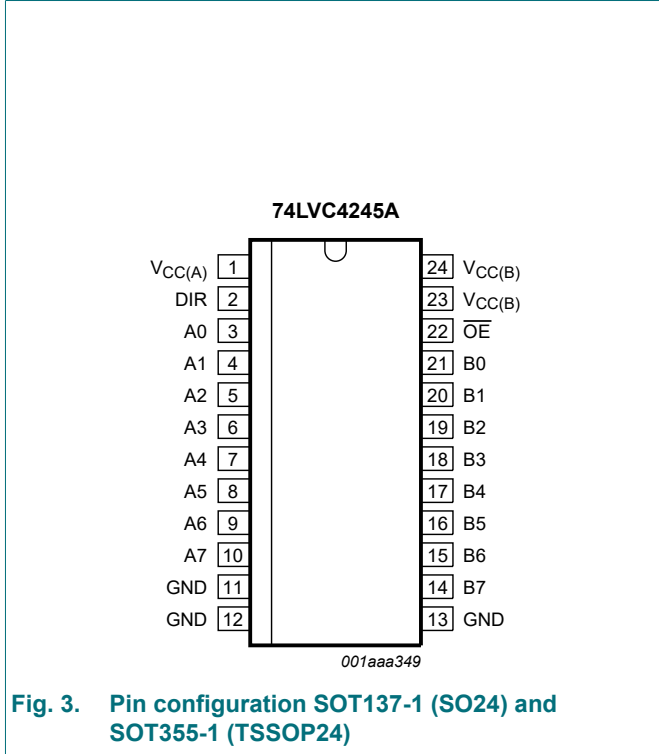 74LVC4245A
VCC(A) 1 24 VCC(B)
DIR 2 23 VCC(B)
A0 3 22 O̅E̅
A1 4 21 B0
A2 5 20 B1
A3 6 19 B2
A4 7 18 B3
A5 8 17 B4
A6 9 16 B5
A7 10 15 B6
GND 11 14 B7
GND 12 13 GND
001aaa349
Fig. 3. Pin configuration SOT137-1 (SO24) and
SOT355-1 (TSSOP24)